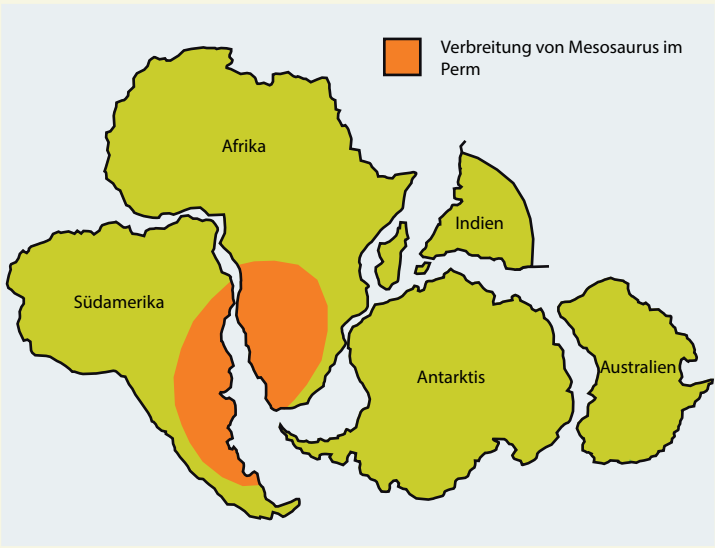 Verbreitung von Mesosaurus im
Perm
Afrika
Indien
Südamerika
Antarktis
Australien